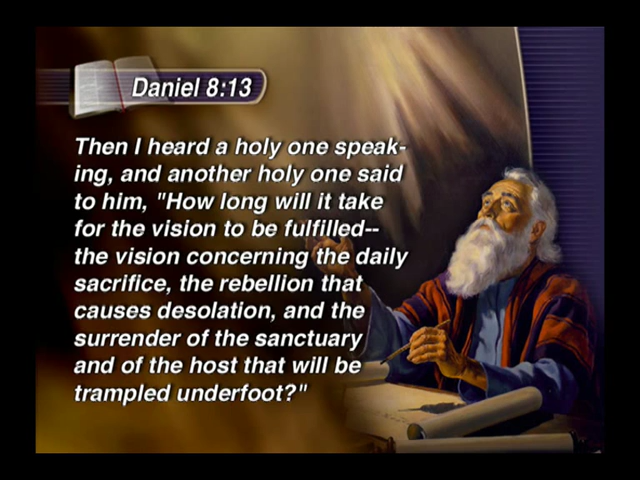 Daniel 8:13
Then I heard a holy one speak-
ing, and another holy one said
to him, "How long will it take
for the vision to be fulfilled--
the vision concerning the daily
sacrifice, the rebellion that
causes desolation, and the
surrender of the sanctuary
and of the host that will be
trampled underfoot?"